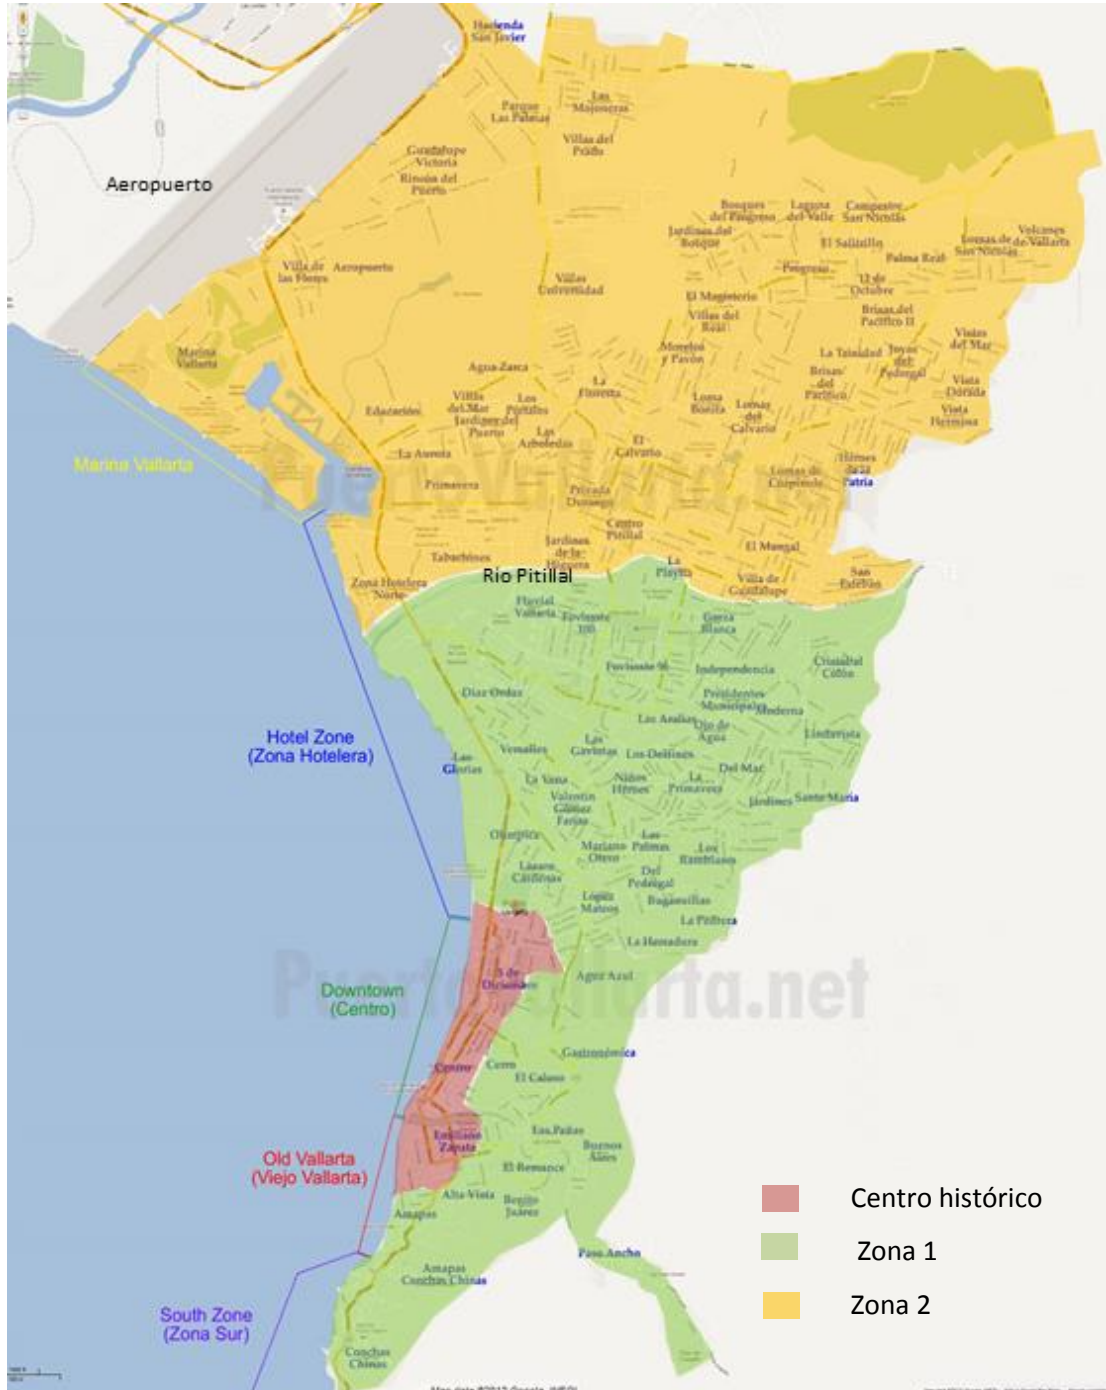 Hacienda
San Javier
Las
Mojoneras
Parque
Las Palmas
Villas del
Prado
Guadalupe
Victoria
Rincón del
Puerto
Aeropuerto
Bosques
del Progreso
Laguna
del Valle
Campestre
San Nicolás
Jardines del
Bosque
El Salitrillo
Volcanes
de Vallarta
Lomas de
San Nicolás
Palma Real
Villa de
las Flores
Aeropuerto
Villas
Universidad
Progreso
12 de
Octubre
El Magisterio
Villas del
Real
Brisas del
Pacífico II
Vistas
del Mar
Marina
Vallarta
Morelos
y Pavón
La Trinidad
Joyas
del
Pedregal
Agua Zarca
La
Floresta
Brisas
del
Pacífico
Vista
Dorada
Educación
Villas
del Mar
Los
Portales
Jardines del
Puerto
Las
Arboledas
Loma
Bonita
Lomas
del
Calvario
Vista
Hermosa
La Aurora
El
Calvario
Marina Vallarta
PuertoVallarta.net
Lomas de
Coapinole
Héroes
de la
Patria
Primavera
Privada
Durango
Centro
Pitillal
Tabachines
Jardines
de la
Higuera
El Mangal
Rio Pitillal
La
Playita
Zona Hotelera
Norte
Villa de
Guadalupe
San
Esteban
Fluvial
Vallarta
Fovissste
100
Garza
Blanca
Fovissste 96
Independencia
Cristóbal
Colón
Díaz Ordaz
Presidentes
Municipales
Moderna
Las Aralias
Ojo de
Agua
Lindavista
Hotel Zone
(Zona Hotelera)
Versalles
Las
Gaviotas
Los Delfines
Las
Glorias
Del Mar
La Vena
Niños
Héroes
La
Primavera
Valentín
Gómez
Farías
Jardines
Santa María
Olímpica
Mariano
Otero
Las
Palmas
Los
Ramblases
Lázaro
Cárdenas
Del
Pedregal
López
Mateos
Buganvilias
La Pedrera
La Hemadera
5 de
Diciembre
Agua Azul
PuertoVallarta.net
Downtown
(Centro)
Gastronómica
Centro
Cerro
El Caloso
Emiliano
Zapata
Las Peñas
Buenos
Aires
Old Vallarta
(Viejo Vallarta)
El Remance
Alta Vista
Benito
Juárez
Amapas
Centro histórico
Zona 1
Zona 2
Paso Ancho
Amapas
Conchas Chinas
South Zone
(Zona Sur)
Conchas
Chinas